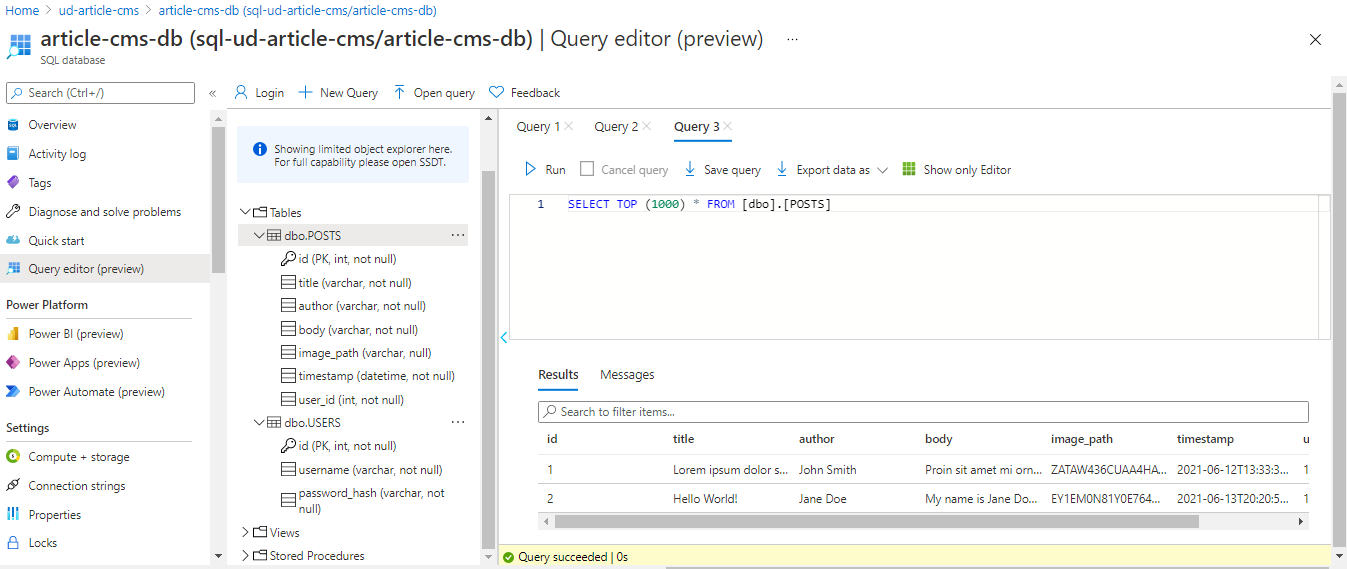 Home > ud-article-cms > article-cms-db (sql-ud-article-cms/article-cms-db)
article-cms-db (sql-ud-article-cms/article-cms-db) | Query editor (preview) ...
SQL database
Search (Ctrl+/)
«
Overview
Activity log
Tags
Diagnose and solve problems
Quick start
Query editor (preview)
Power Platform
Power BI (preview)
Power Apps (preview)
Power Automate (preview)
Settings
Compute + storage
Connection strings
Properties
Locks
Login
New Query
Open query
Feedback
Showing limited object explorer here.
For full capability please open SSDT.
Tables
dbo.POSTS ...
id (PK, int, not null)
title (varchar, not null)
author (varchar, not null)
body (varchar, not null)
image_path (varchar, null)
timestamp (datetime, not null)
user_id (int, not null)
dbo.USERS ...
id (PK, int, not null)
username (varchar, not null)
password_hash (varchar, not
null)
Views
Stored Procedures
Query 1 Query 2 Query 3
Run Cancel query Save query Export data as Show only Editor
1 SELECT TOP (1000) * FROM [dbo].[POSTS]
Results Messages
Search to filter items...
id title author body image_path timestamp u
1 Lorem ipsum dolor s... John Smith Proin sit amet mi orn... ZATAW436CUAA4HA... 2021-06-12T13:33:3... 1
2 Hello World! Jane Doe My name is Jane Do... EY1EM0N81Y0E764... 2021-06-13T20:20:5... 1
Query succeeded | 0s